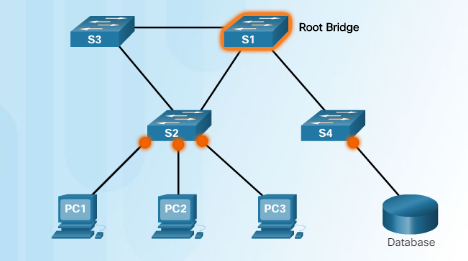 S3
S1
Root Bridge
S2
S4
PC1
PC2
PC3
Database